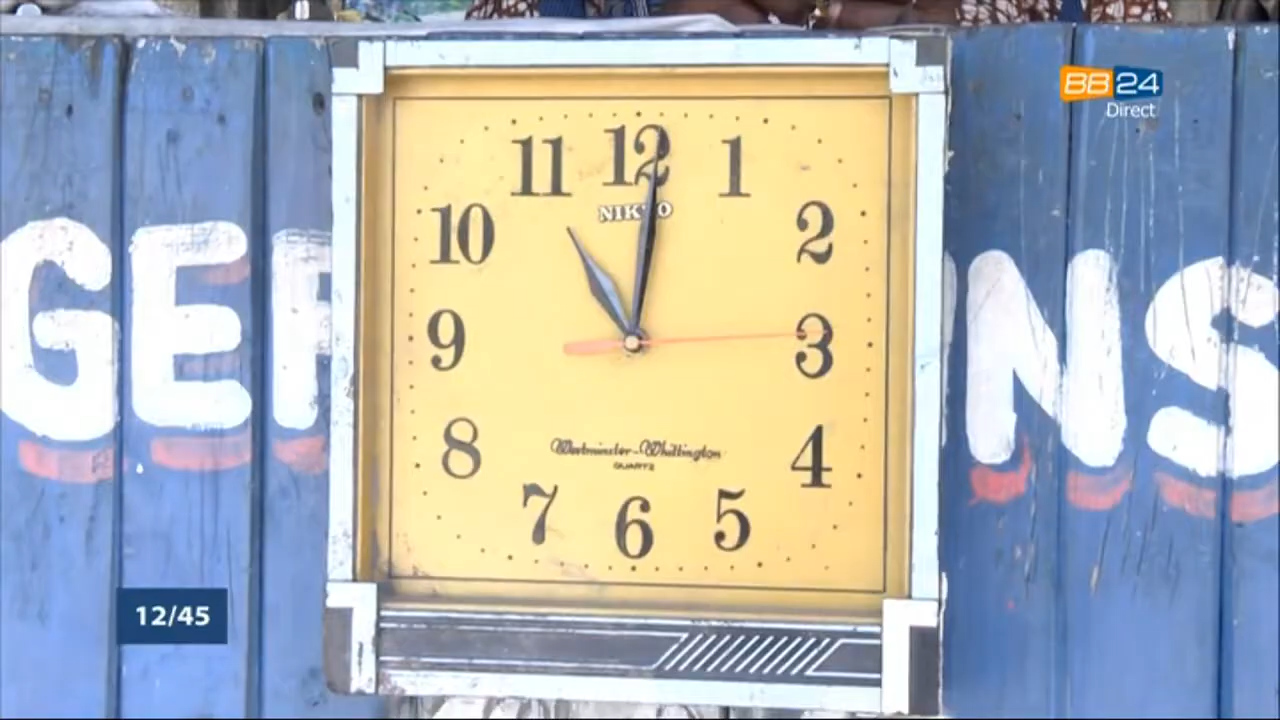 BB24
Direct
11 12 1
10 2
NIKYO
GE NS
9 3
8 4
Westminster-Whittington
QUARTZ
7 6 5
12/45